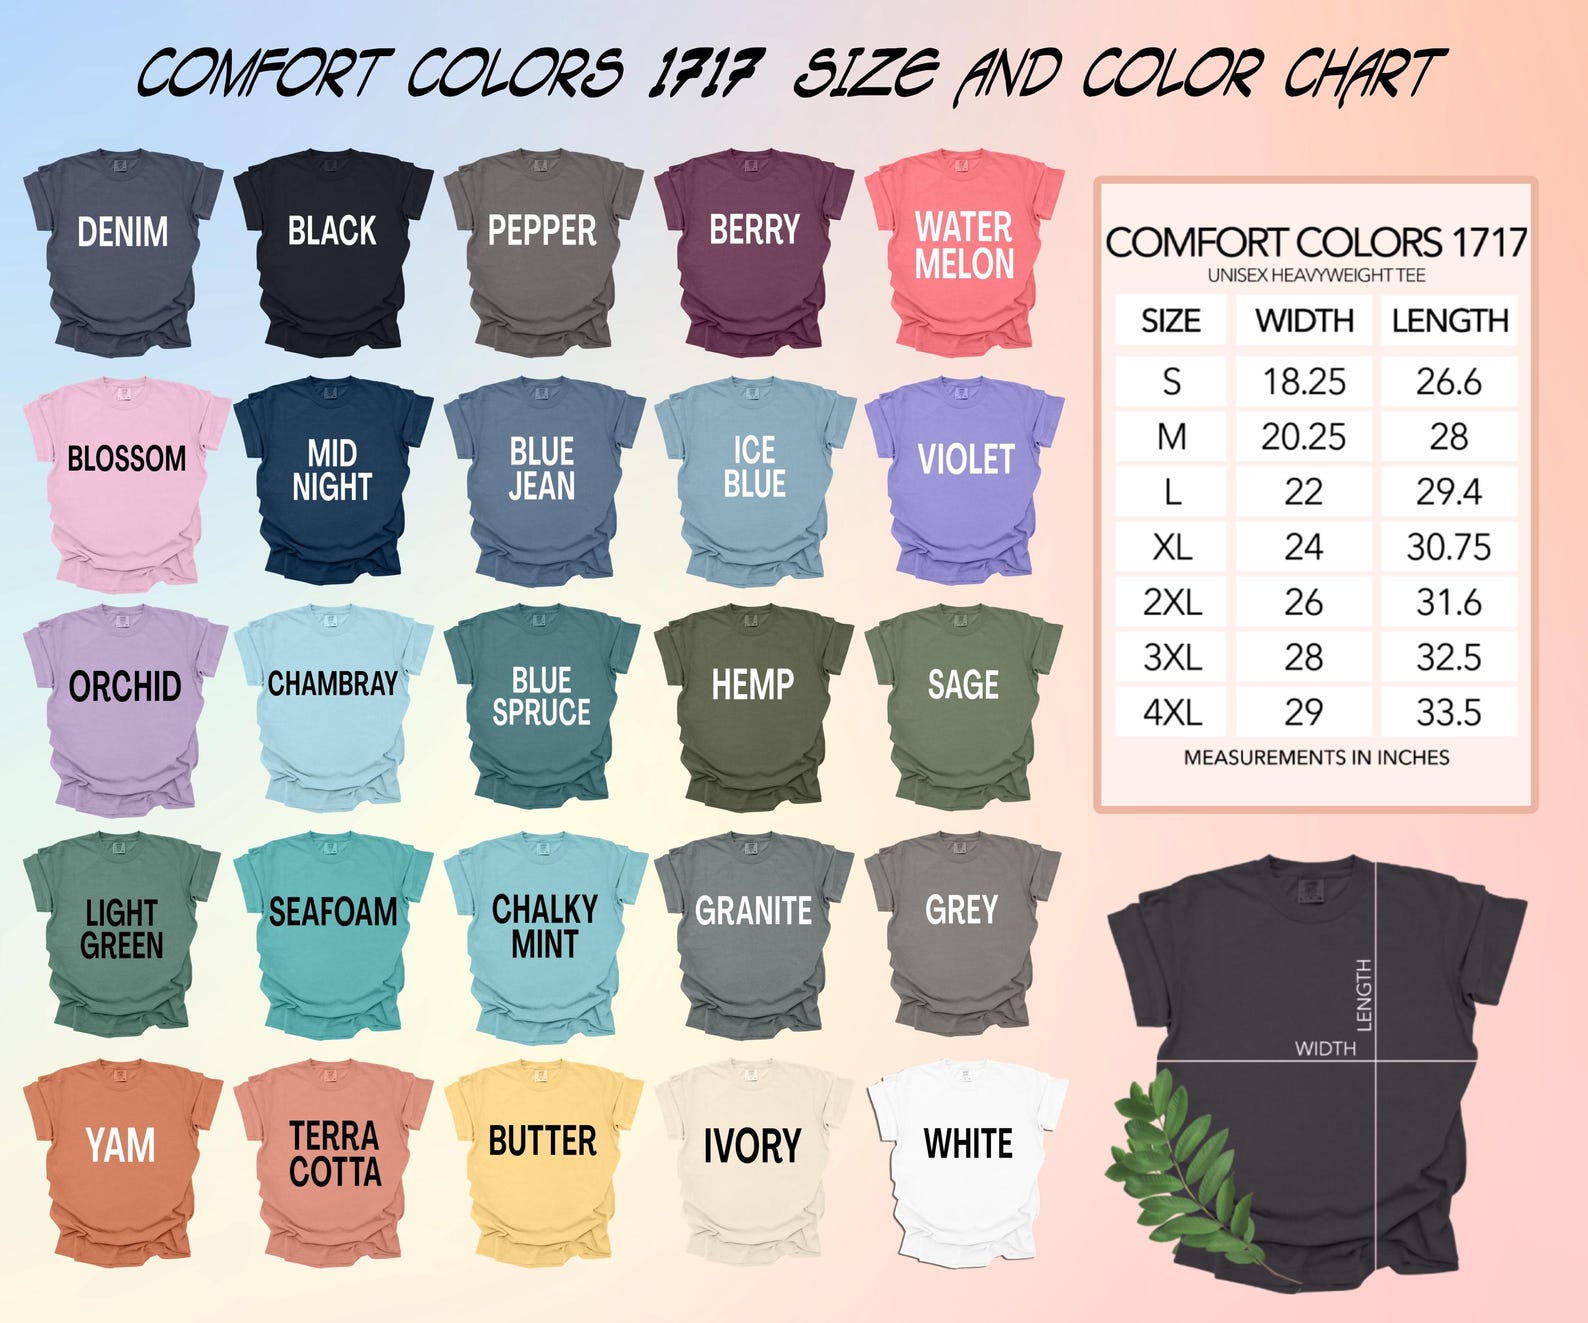 COMFORT COLORS 1717 SIZE AND COLOR CHART
DENIM
BLACK
PEPPER
BERRY
WATER
MELON
BLOSSOM
MID
NIGHT
BLUE
JEAN
ICE
BLUE
VIOLET
ORCHID
CHAMBRAY
BLUE
SPRUCE
HEMP
SAGE
LIGHT
GREEN
SEAFOAM
CHALKY
MINT
GRANITE
GREY
YAM
TERRA
COTTA
BUTTER
IVORY
WHITE
COMFORT COLORS 1717
UNISEX HEAVYWEIGHT TEE
SIZE WIDTH LENGTH
S 18.25 26.6
M 20.25 28
L 22 29.4
XL 24 30.75
2XL 26 31.6
3XL 28 32.5
4XL 29 33.5
MEASUREMENTS IN INCHES
LENGTH
WIDTH